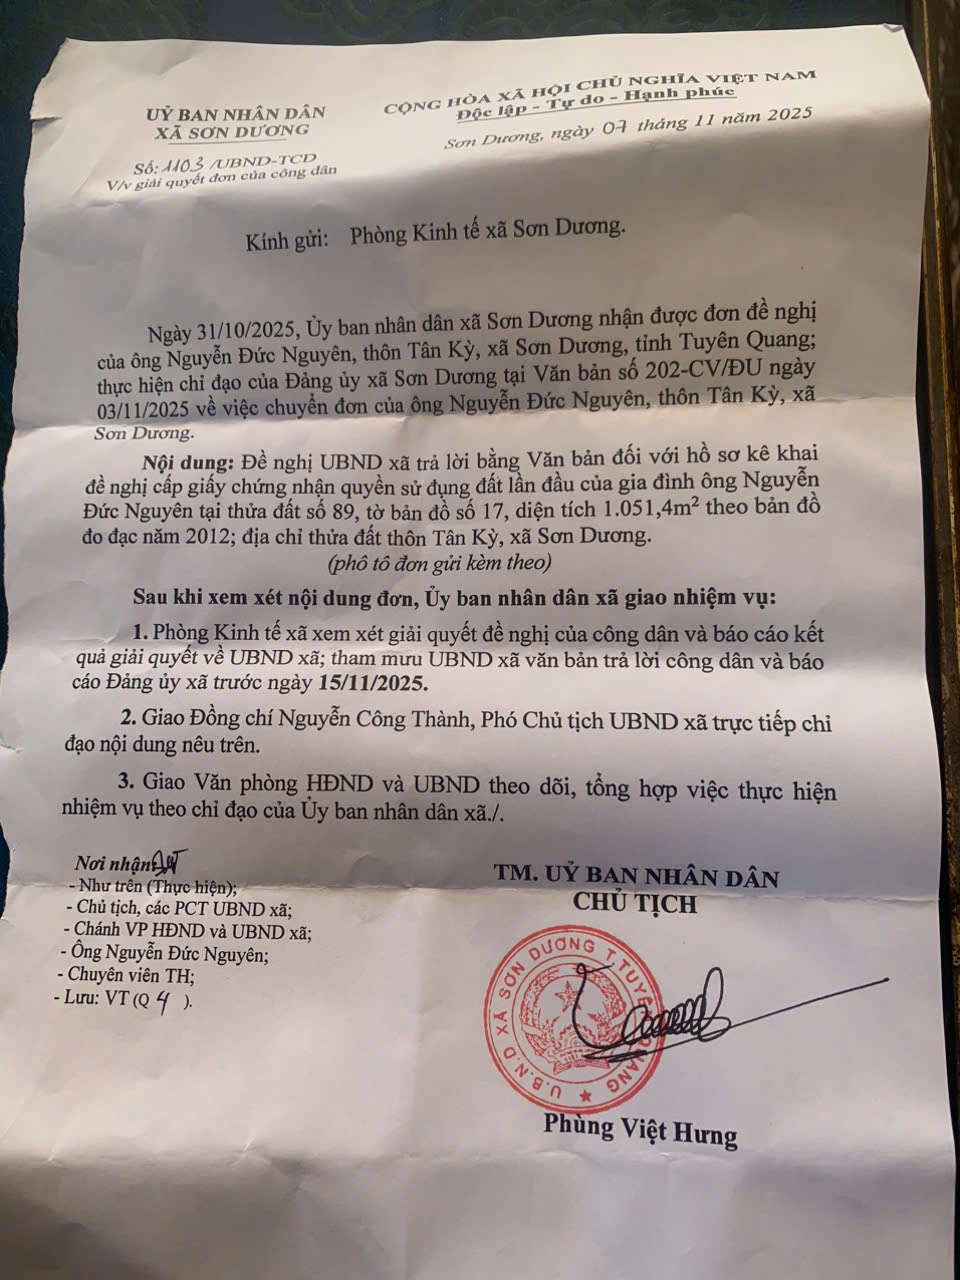 UỶ BAN NHÂN DÂN
XÃ SƠN DƯƠNG
CỘNG HÒA XÃ HỘI CHỦ NGHĨA VIỆT NAM
Độc lập - Tự do - Hạnh phúc
Số: 1103 /UBND-TCD
V/v giải quyết đơn của công dân
Sơn Dương, ngày 07 tháng 11 năm 2025
Kính gửi: Phòng Kinh tế xã Sơn Dương.
Ngày 31/10/2025, Ủy ban nhân dân xã Sơn Dương nhận được đơn đề nghị
của ông Nguyễn Đức Nguyên, thôn Tân Kỳ, xã Sơn Dương, tỉnh Tuyên Quang;
thực hiện chỉ đạo của Đảng ủy xã Sơn Dương tại Văn bản số 202-CV/ĐU ngày
03/11/2025 về việc chuyển đơn của ông Nguyễn Đức Nguyên, thôn Tân Kỳ, xã
Sơn Dương.
Nội dung: Đề nghị UBND xã trả lời bằng Văn bản đối với hồ sơ kê khai
đề nghị cấp giấy chứng nhận quyền sử dụng đất lần đầu của gia đình ông Nguyễn
Đức Nguyên tại thửa đất số 89, tờ bản đồ số 17, diện tích 1.051,4m² theo bản đồ
đo đạc năm 2012; địa chỉ thửa đất thôn Tân Kỳ, xã Sơn Dương.
(phô tô đơn gửi kèm theo)
Sau khi xem xét nội dung đơn, Ủy ban nhân dân xã giao nhiệm vụ:
1. Phòng Kinh tế xã xem xét giải quyết đề nghị của công dân và báo cáo kết
quả giải quyết về UBND xã; tham mưu UBND xã văn bản trả lời công dân và báo
cáo Đảng ủy xã trước ngày 15/11/2025.
2. Giao Đồng chí Nguyễn Công Thành, Phó Chủ tịch UBND xã trực tiếp chỉ
đạo nội dung nêu trên.
3. Giao Văn phòng HĐND và UBND theo dõi, tổng hợp việc thực hiện
nhiệm vụ theo chỉ đạo của Ủy ban nhân dân xã./.
Nơi nhận:
- Như trên (Thực hiện);
- Chủ tịch, các PCT UBND xã;
- Chánh VP HĐND và UBND xã;
- Ông Nguyễn Đức Nguyên;
- Chuyên viên TH;
- Lưu: VT (Q 4 ).
TM. UỶ BAN NHÂN DÂN
CHỦ TỊCH
U.B.N.D XÃ SƠN DƯƠNG T.TUYÊN QUANG
Phùng Việt Hưng